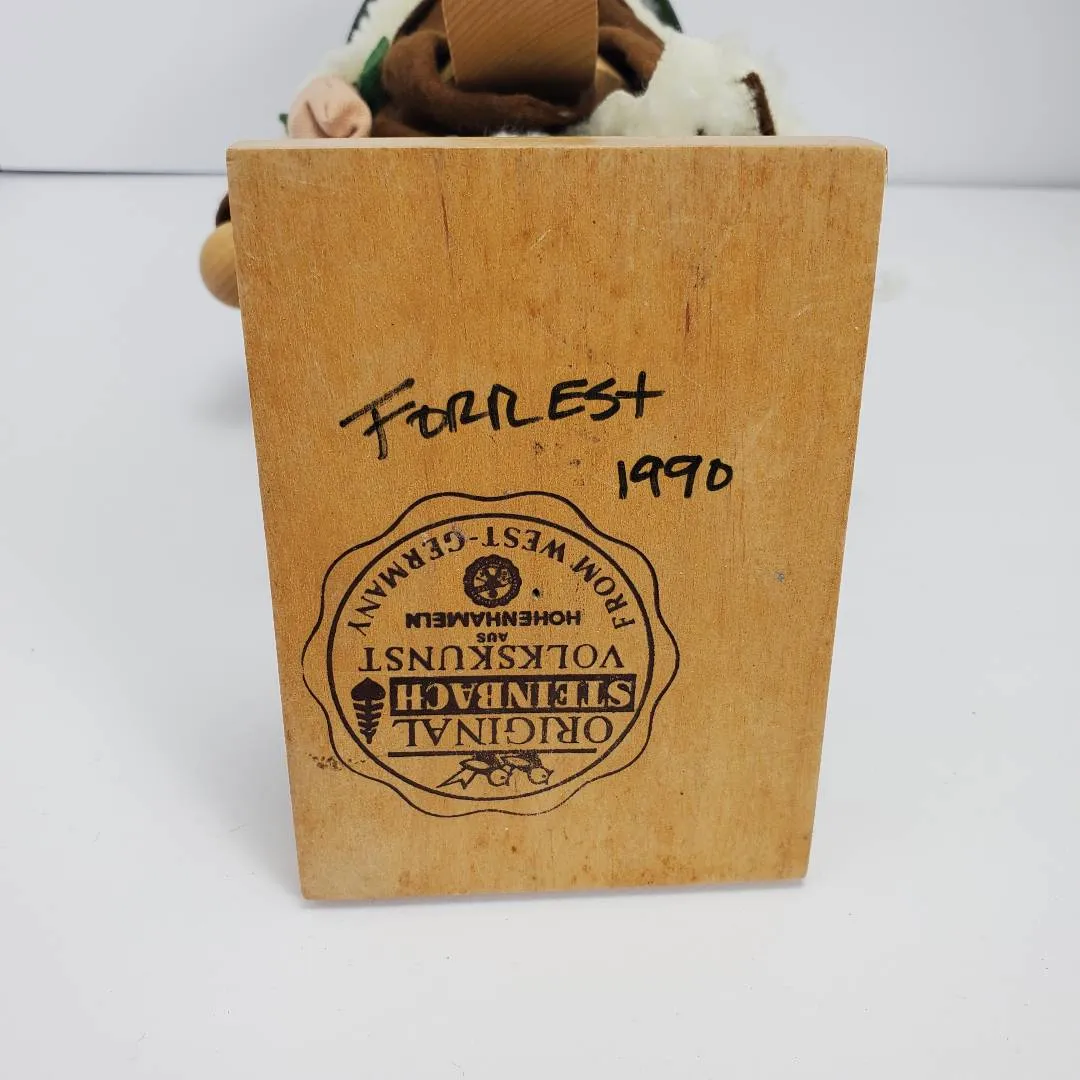 FORREST
1990
ORIGINAL
STEINBACH
VOLKSKUNST
AUS
HOHENHAMELN
FROM WEST-GERMANY